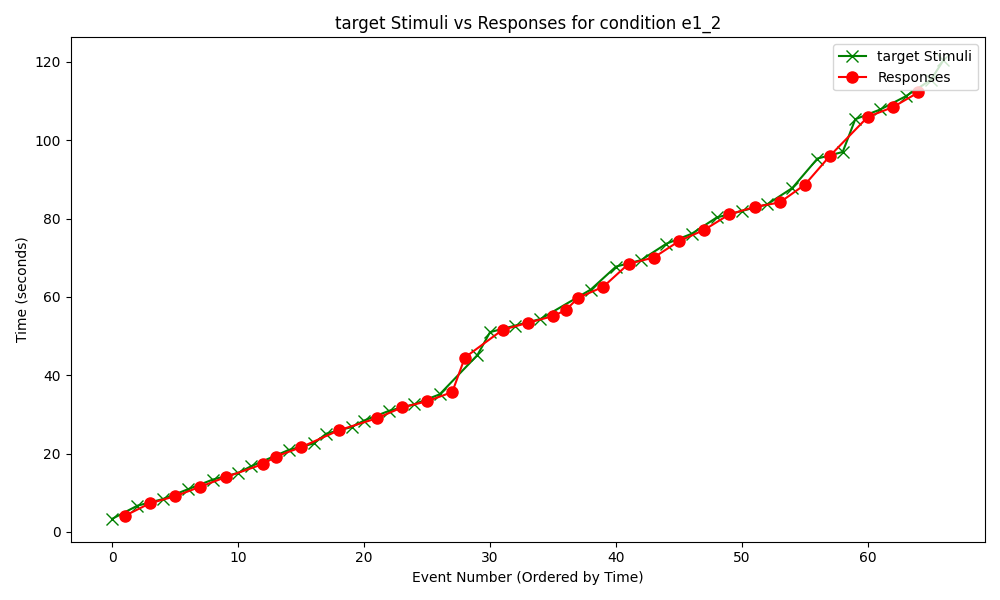 target Stimuli vs Responses for condition e1_2
target Stimuli
Responses
Time (seconds)
120
100
80
60
40
20
0
0 10 20 30 40 50 60
Event Number (Ordered by Time)